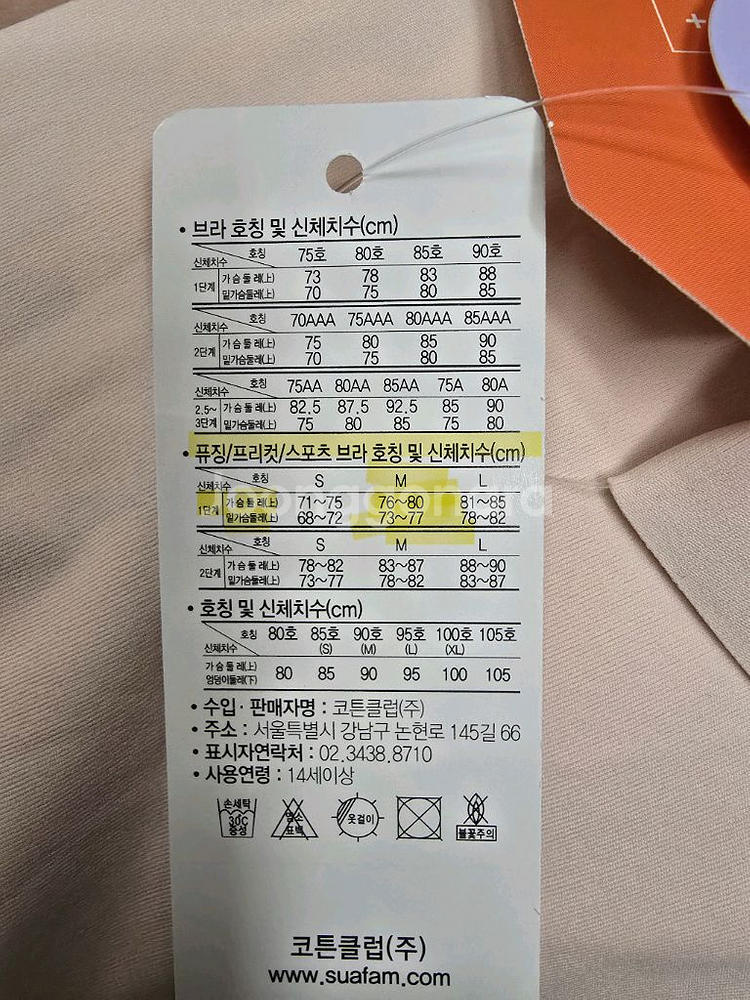 • 브라 호칭 및 신체치수(cm)
신체치수 호칭 75호 80호 85호 90호
1단계 가슴둘레(上) 73 78 83 88
밑가슴둘레(上) 70 75 80 85
신체치수 호칭 70AAA 75AAA 80AAA 85AAA
2단계 가슴둘레(上) 75 80 85 90
밑가슴둘레(上) 70 75 80 85
신체치수 호칭 75AA 80AA 85AA 75A 80A
2.5~3단계 가슴둘레(上) 82.5 87.5 92.5 85 90
밑가슴둘레(上) 75 80 85 75 80
• 퓨징/프리컷/스포츠 브라 호칭 및 신체치수(cm)
신체치수 호칭 S M L
1단계 가슴둘레(上) 71~75 76~80 81~85
밑가슴둘레(上) 68~72 73~77 78~82
신체치수 호칭 S M L
2단계 가슴둘레(上) 78~82 83~87 88~90
밑가슴둘레(上) 73~77 78~82 83~87
• 호칭 및 신체치수(cm)
신체치수 호칭 80호 85호(S) 90호(M) 95호(L) 100호(XL) 105호
가슴둘레(上) 엉덩이둘레(下) 80 85 90 95 100 105
• 수입·판매자명 : 코튼클럽(주)
• 주소 : 서울특별시 강남구 논현로 145길 66
• 표시자연락처 : 02.3438.8710
• 사용연령 : 14세이상
손세탁 30℃ 중성
염소 표백
옷걸이
불꽃주의
코튼클럽(주)
www.suafam.com